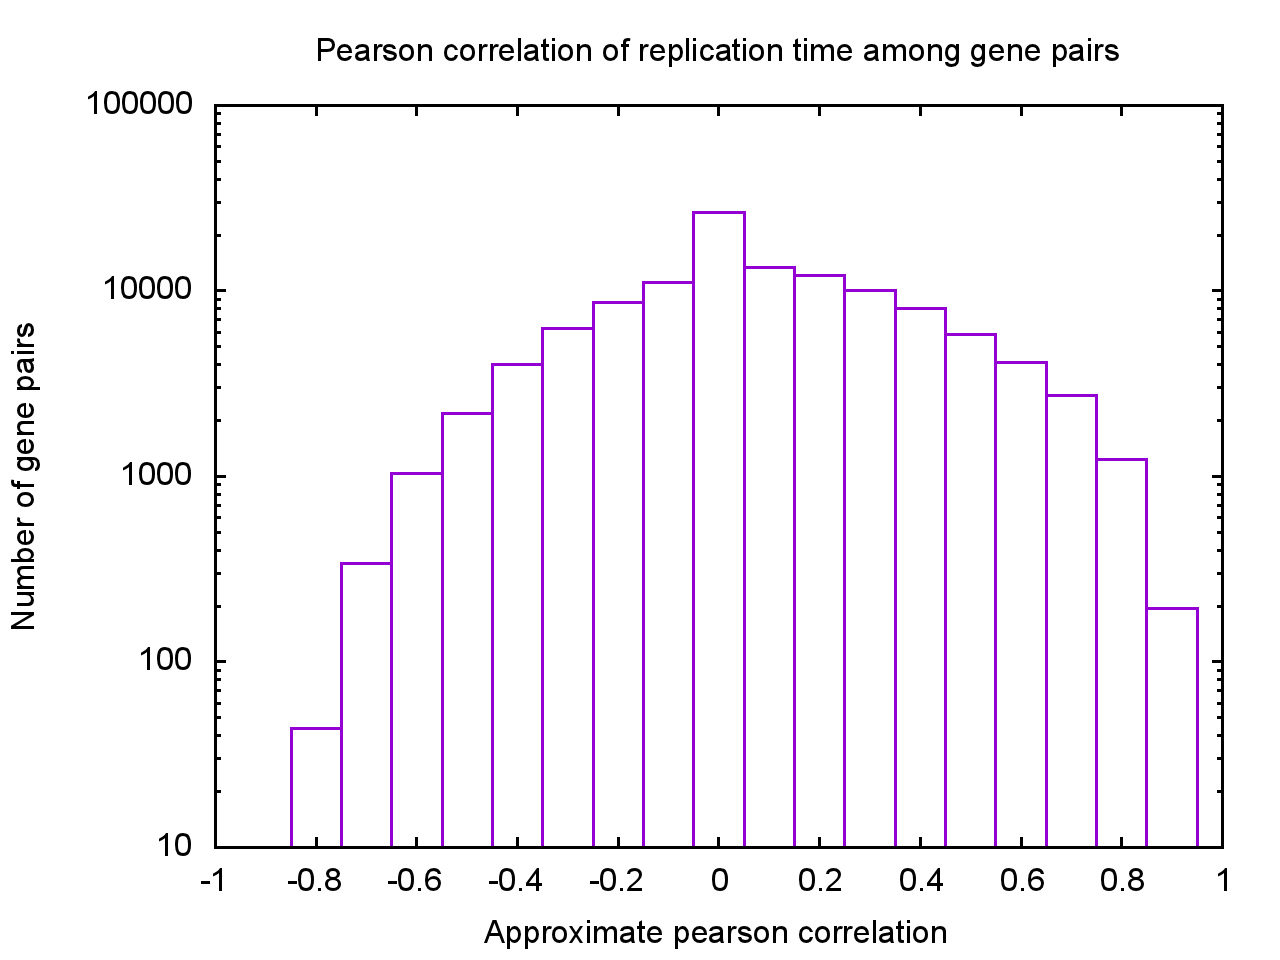 Pearson correlation of replication time among gene pairs
100000
10000
1000
100
10
Number of gene pairs
-1 -0.8 -0.6 -0.4 -0.2 0 0.2 0.4 0.6 0.8 1
Approximate pearson correlation